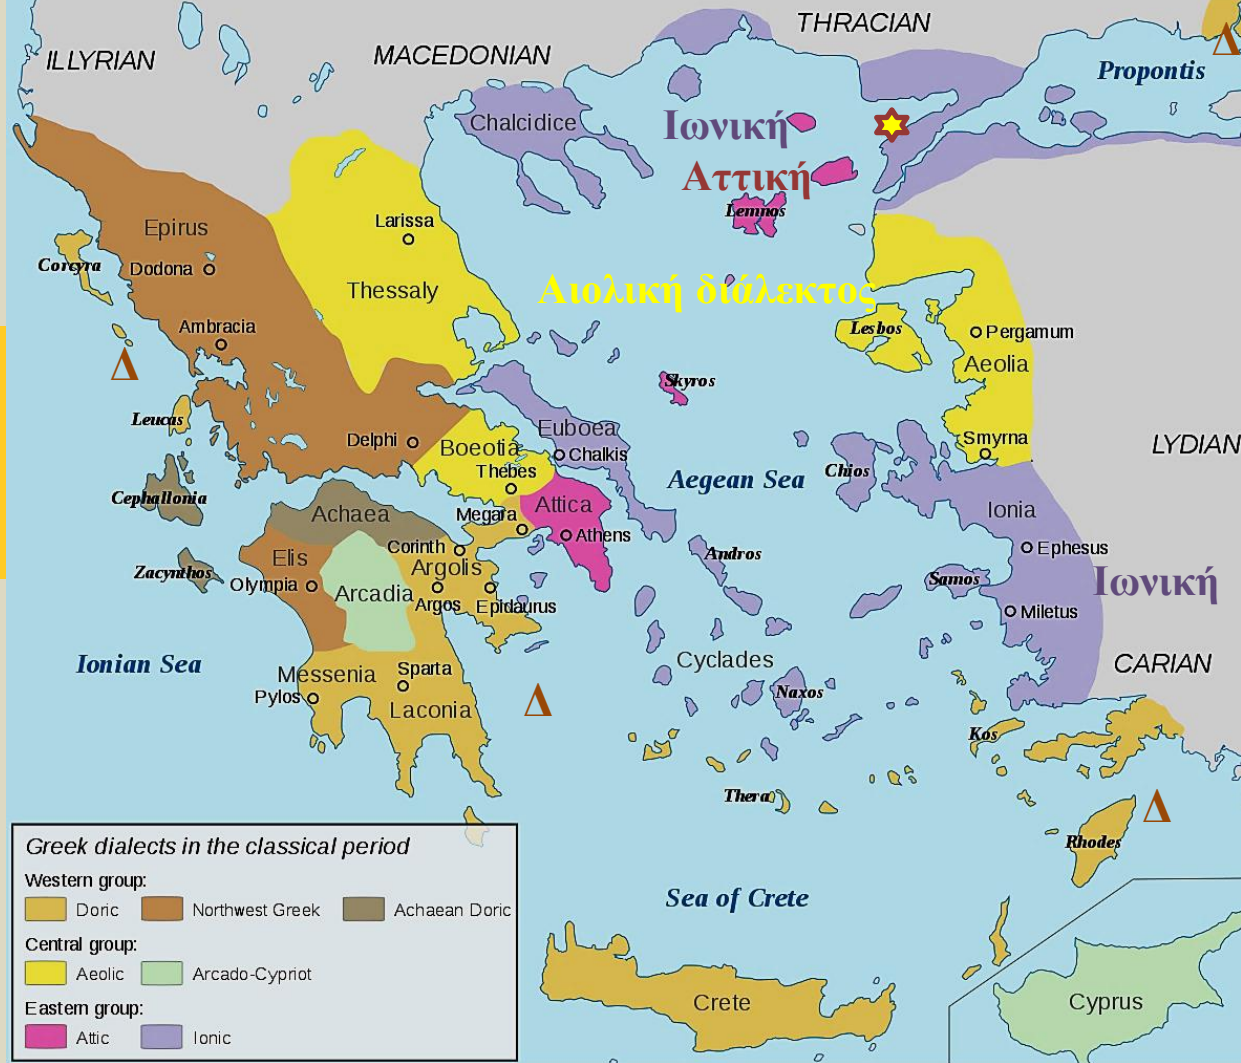 THRACIAN
ILLYRIAN
MACEDONIAN
Δ
Propontis
Chalcidice
Ιωνική
Αττική
Lemnos
Larissa
Epirus
Corcyra
Dodona
Thessaly
Αιολική διάλεκτος
Ambracia
Lesbos
Pergamum
Δ
Aeolia
Skyros
Leucas
Euboea
Delphi
Boeotia
Smyrna
LYDIAN
Chalkis
Thebes
Chios
Aegean Sea
Cephallonia
Attica
Ionia
Achaea
Megara
Athens
Corinth
Ephesus
Andros
Elis
Argolis
Zacynthos
Olympia
Samos
Ιωνική
Arcadia
Argos
Epidaurus
Miletus
Ionian Sea
Cyclades
CARIAN
Messenia
Sparta
Pylos
Naxos
Δ
Laconia
Kos
Thera
Δ
Rhodes
Greek dialects in the classical period
Western group:
Doric Northwest Greek Achaean Doric
Central group:
Aeolic Arcado-Cypriot
Eastern group:
Attic Ionic
Sea of Crete
Crete
Cyprus